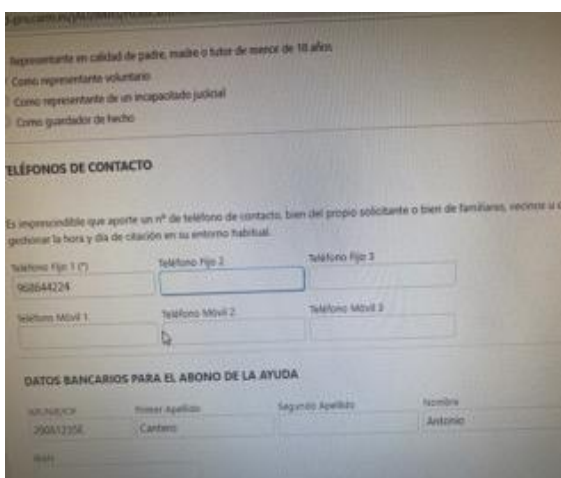 Representante en calidad de padre, madre o tutor de menor de 18 años
Como representante voluntario
Como representante de un incapacitado judicial
Como guardador de hecho
ELÉFONOS DE CONTACTO
Es imprescindible que aporte un nº de teléfono de contacto, bien del propio solicitante o bien de familiares, vecinos u
gestionar la hora y día de citación en su entorno habitual.
Teléfono Fijo 1 (*) Teléfono Fijo 2 Teléfono Fijo 3
968644224
Teléfono Móvil 1 Teléfono Móvil 2 Teléfono Móvil 3
DATOS BANCARIOS PARA EL ABONO DE LA AYUDA
Primer Apellido Segundo Apellido Nombre
Cantero Antonio